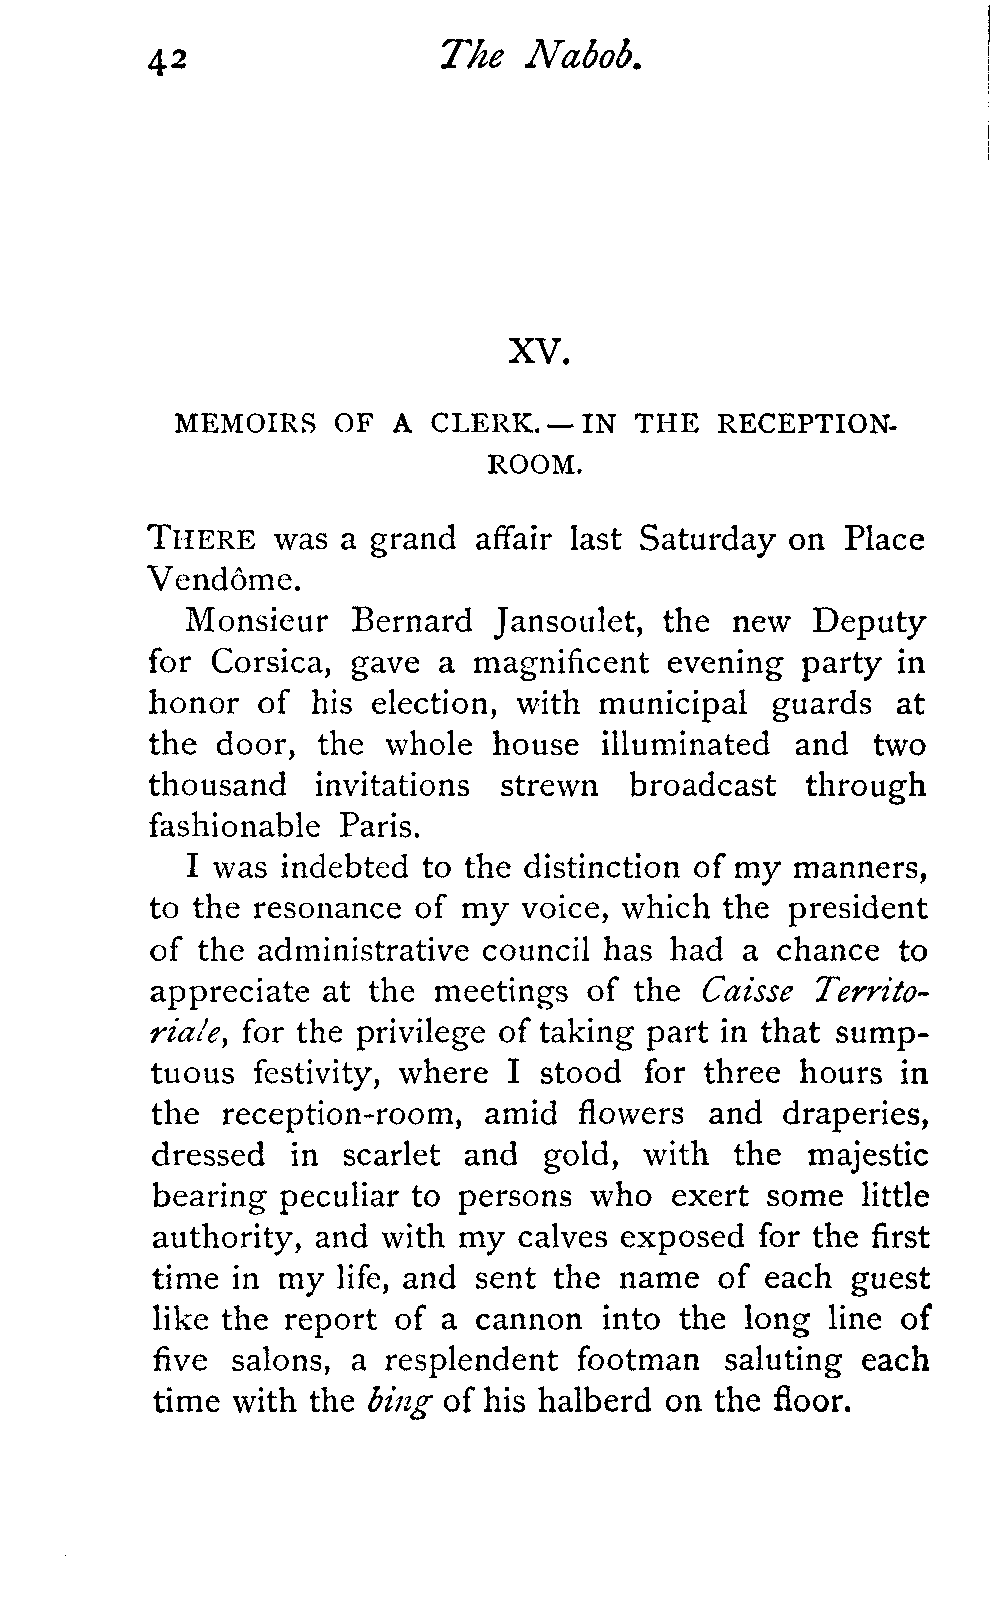 42 The Nabob.
XV.
MEMOIRS OF A CLERK. — IN THE RECEPTION-
ROOM.
THERE was a grand affair last Saturday on Place
Vendôme.
Monsieur Bernard Jansoulet, the new Deputy
for Corsica, gave a magnificent evening party in
honor of his election, with municipal guards at
the door, the whole house illuminated and two
thousand invitations strewn broadcast through
fashionable Paris.
I was indebted to the distinction of my manners,
to the resonance of my voice, which the president
of the administrative council has had a chance to
appreciate at the meetings of the Caisse Territo-
riale, for the privilege of taking part in that sump-
tuous festivity, where I stood for three hours in
the reception-room, amid flowers and draperies,
dressed in scarlet and gold, with the majestic
bearing peculiar to persons who exert some little
authority, and with my calves exposed for the first
time in my life, and sent the name of each guest
like the report of a cannon into the long line of
five salons, a resplendent footman saluting each
time with the bing of his halberd on the floor.